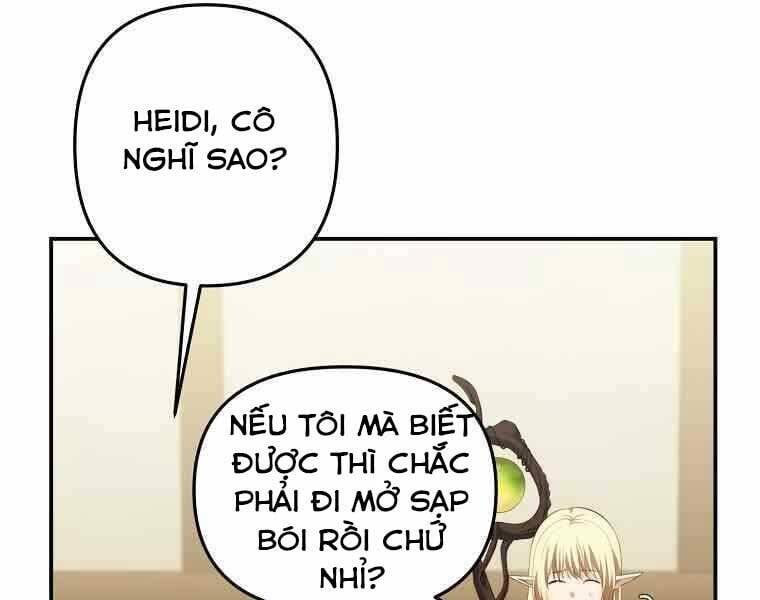 HEIDI, CÔ
NGHĨ SAO?
NẾU TÔI MÀ BIẾT
ĐƯỢC THÌ CHẮC
PHẢI ĐI MỞ SẠP
BÓI RỒI CHỨ
NHỈ?